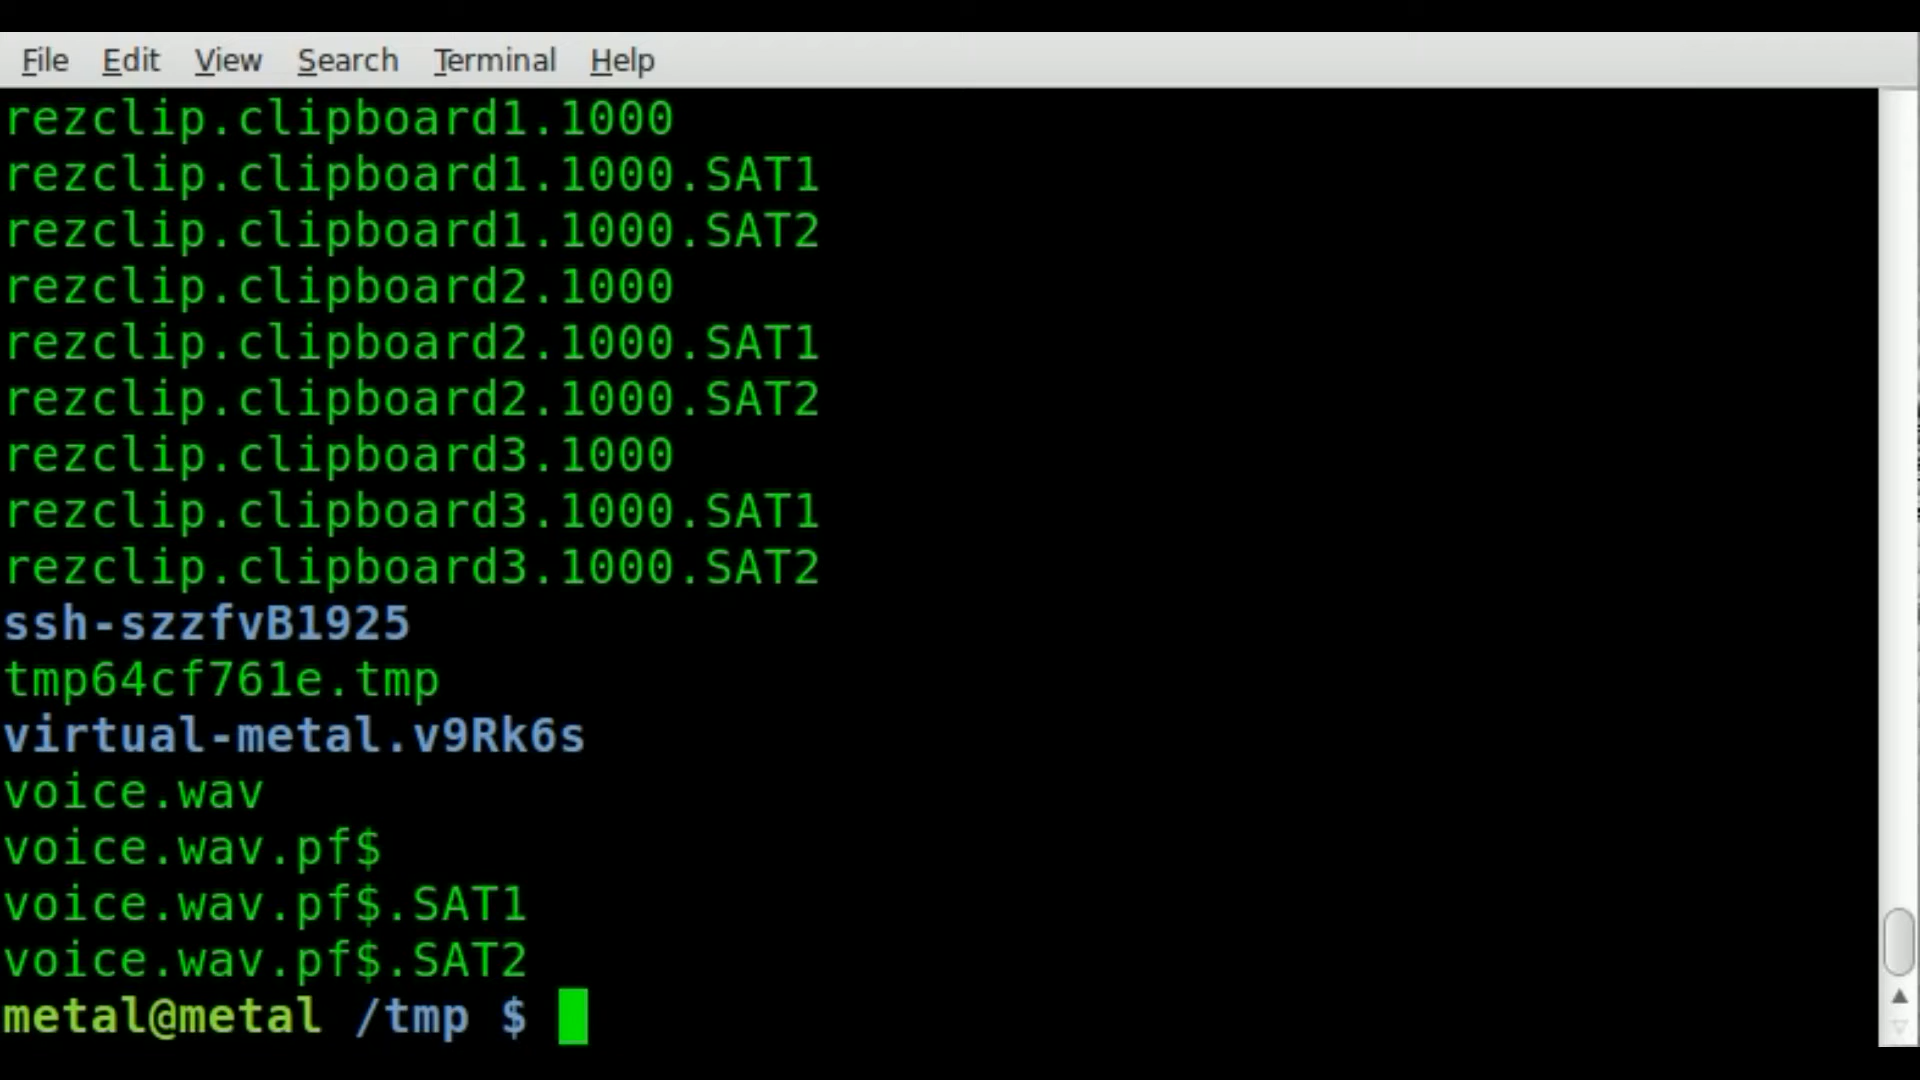 File Edit View Search Terminal Help
rezclip.clipboard1.1000
rezclip.clipboard1.1000.SAT1
rezclip.clipboard1.1000.SAT2
rezclip.clipboard2.1000
rezclip.clipboard2.1000.SAT1
rezclip.clipboard2.1000.SAT2
rezclip.clipboard3.1000
rezclip.clipboard3.1000.SAT1
rezclip.clipboard3.1000.SAT2
ssh-szzfvB1925
tmp64cf761e.tmp
virtual-metal.v9Rk6s
voice.wav
voice.wav.pf$
voice.wav.pf$.SAT1
voice.wav.pf$.SAT2
metal@metal /tmp $